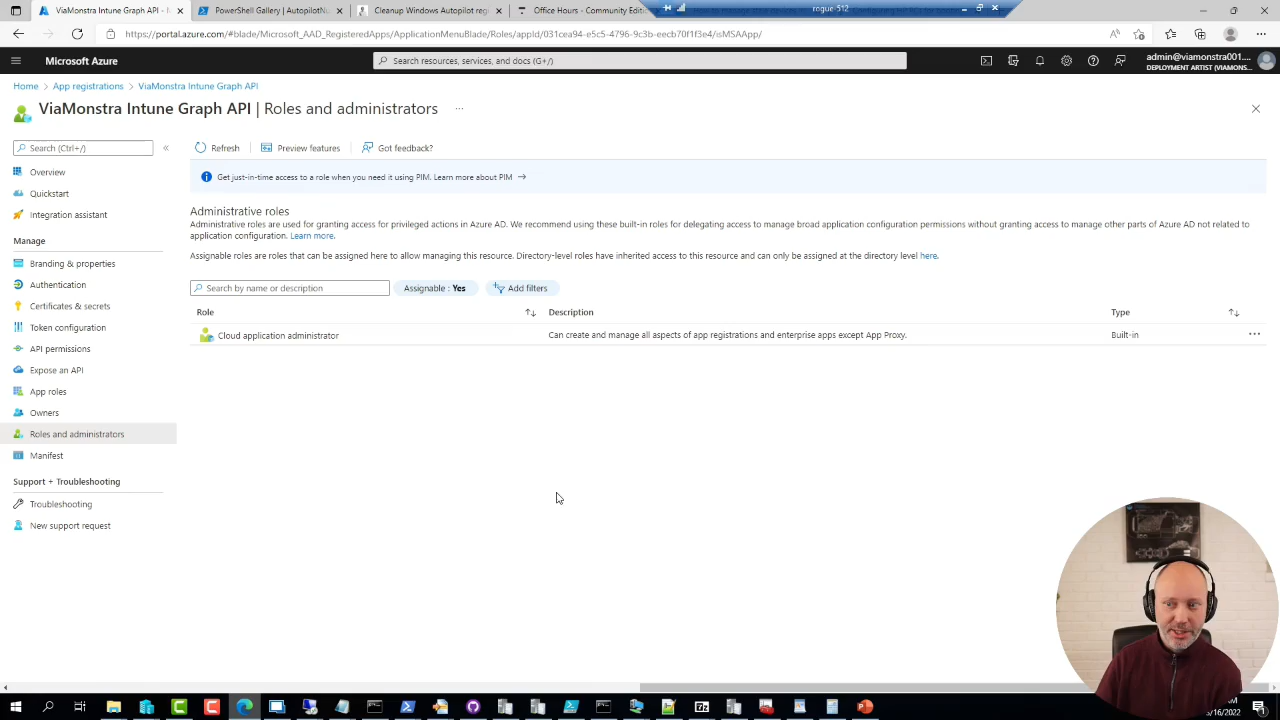 ViaMonstra Intune Graph API - M
PowerShell Gallery | AutopilotNu
Cleanup Windows Autopilot reg
Office Hours - Community Editi
rogue-512
https://portal.azure.com/#blade/Microsoft_AAD_RegisteredApps/ApplicationMenuBlade/Roles/appId/031cea94-e5c5-4796-9c3b-eecb70f1f3e4/isMSAApp/
Microsoft Azure
Search resources, services, and docs (G+/)
admin@viamonstra001....
DEPLOYMENT ARTIST (VIAMONS...
Home > App registrations > ViaMonstra Intune Graph API
ViaMonstra Intune Graph API | Roles and administrators ...
Search (Ctrl+/)
«
Overview
Quickstart
Integration assistant
Manage
Branding & properties
Authentication
Certificates & secrets
Token configuration
API permissions
Expose an API
App roles
Owners
Roles and administrators
Manifest
Support + Troubleshooting
Troubleshooting
New support request
Refresh
Preview features
Got feedback?
Get just-in-time access to a role when you need it using PIM. Learn more about PIM →
Administrative roles
Administrative roles are used for granting access for privileged actions in Azure AD. We recommend using these built-in roles for delegating access to manage broad application configuration permissions without granting access to manage other parts of Azure AD not related to
application configuration. Learn more.
Assignable roles are roles that can be assigned here to allow managing this resource. Directory-level roles have inherited access to this resource and can only be assigned at the directory level here.
Search by name or description
Assignable : Yes
Add filters
Role
Description
Type
Cloud application administrator
Can create and manage all aspects of app registrations and enterprise apps except App Proxy.
Built-in
...
/16/2022